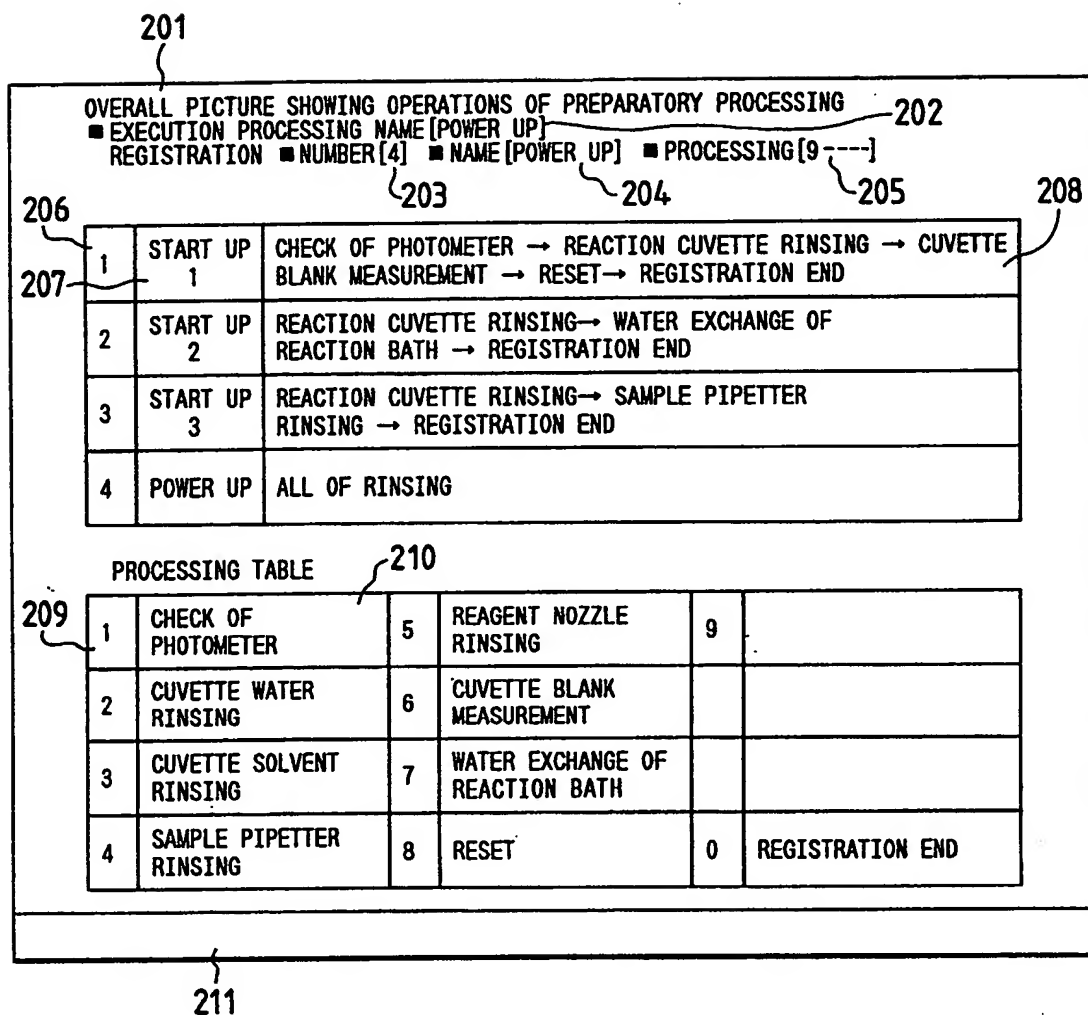 201
OVERALL PICTURE SHOWING OPERATIONS OF PREPARATORY PROCESSING
■ EXECUTION PROCESSING NAME[POWER UP]
202
REGISTRATION ■ NUMBER[4] ■ NAME[POWER UP] ■ PROCESSING[9----]
203
204
205
206
207
208
1
START UP
1
CHECK OF PHOTOMETER → REACTION CUVETTE RINSING → CUVETTE
BLANK MEASUREMENT → RESET→ REGISTRATION END
2
START UP
2
REACTION CUVETTE RINSING→ WATER EXCHANGE OF
REACTION BATH → REGISTRATION END
3
START UP
3
REACTION CUVETTE RINSING→ SAMPLE PIPETTER
RINSING → REGISTRATION END
4
POWER UP
ALL OF RINSING
PROCESSING TABLE
210
209
1
CHECK OF
PHOTOMETER
5
REAGENT NOZZLE
RINSING
9
2
CUVETTE WATER
RINSING
6
CUVETTE BLANK
MEASUREMENT
3
CUVETTE SOLVENT
RINSING
7
WATER EXCHANGE OF
REACTION BATH
4
SAMPLE PIPETTER
RINSING
8
RESET
0
REGISTRATION END
211